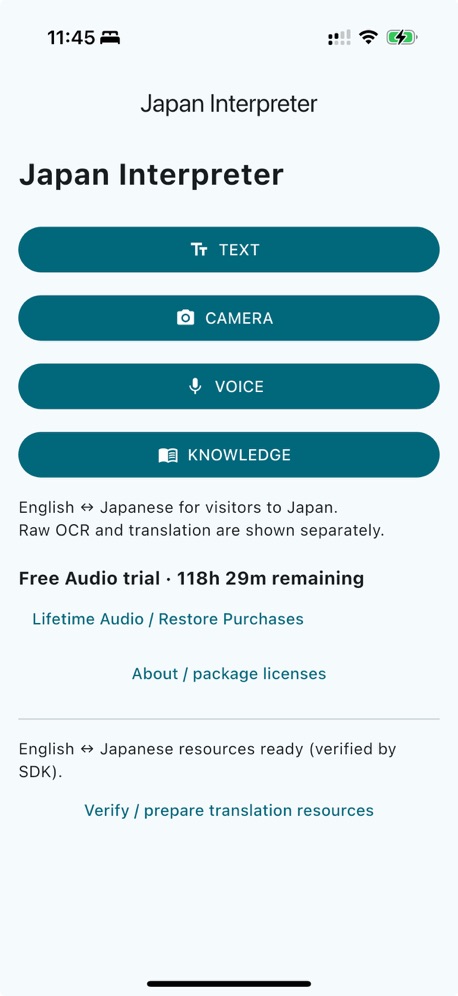 11:45
Japan Interpreter
Japan Interpreter
TEXT
CAMERA
VOICE
KNOWLEDGE
English ↔ Japanese for visitors to Japan.
Raw OCR and translation are shown separately.
Free Audio trial · 118h 29m remaining
Lifetime Audio / Restore Purchases
About / package licenses
English ↔ Japanese resources ready (verified by
SDK).
Verify / prepare translation resources